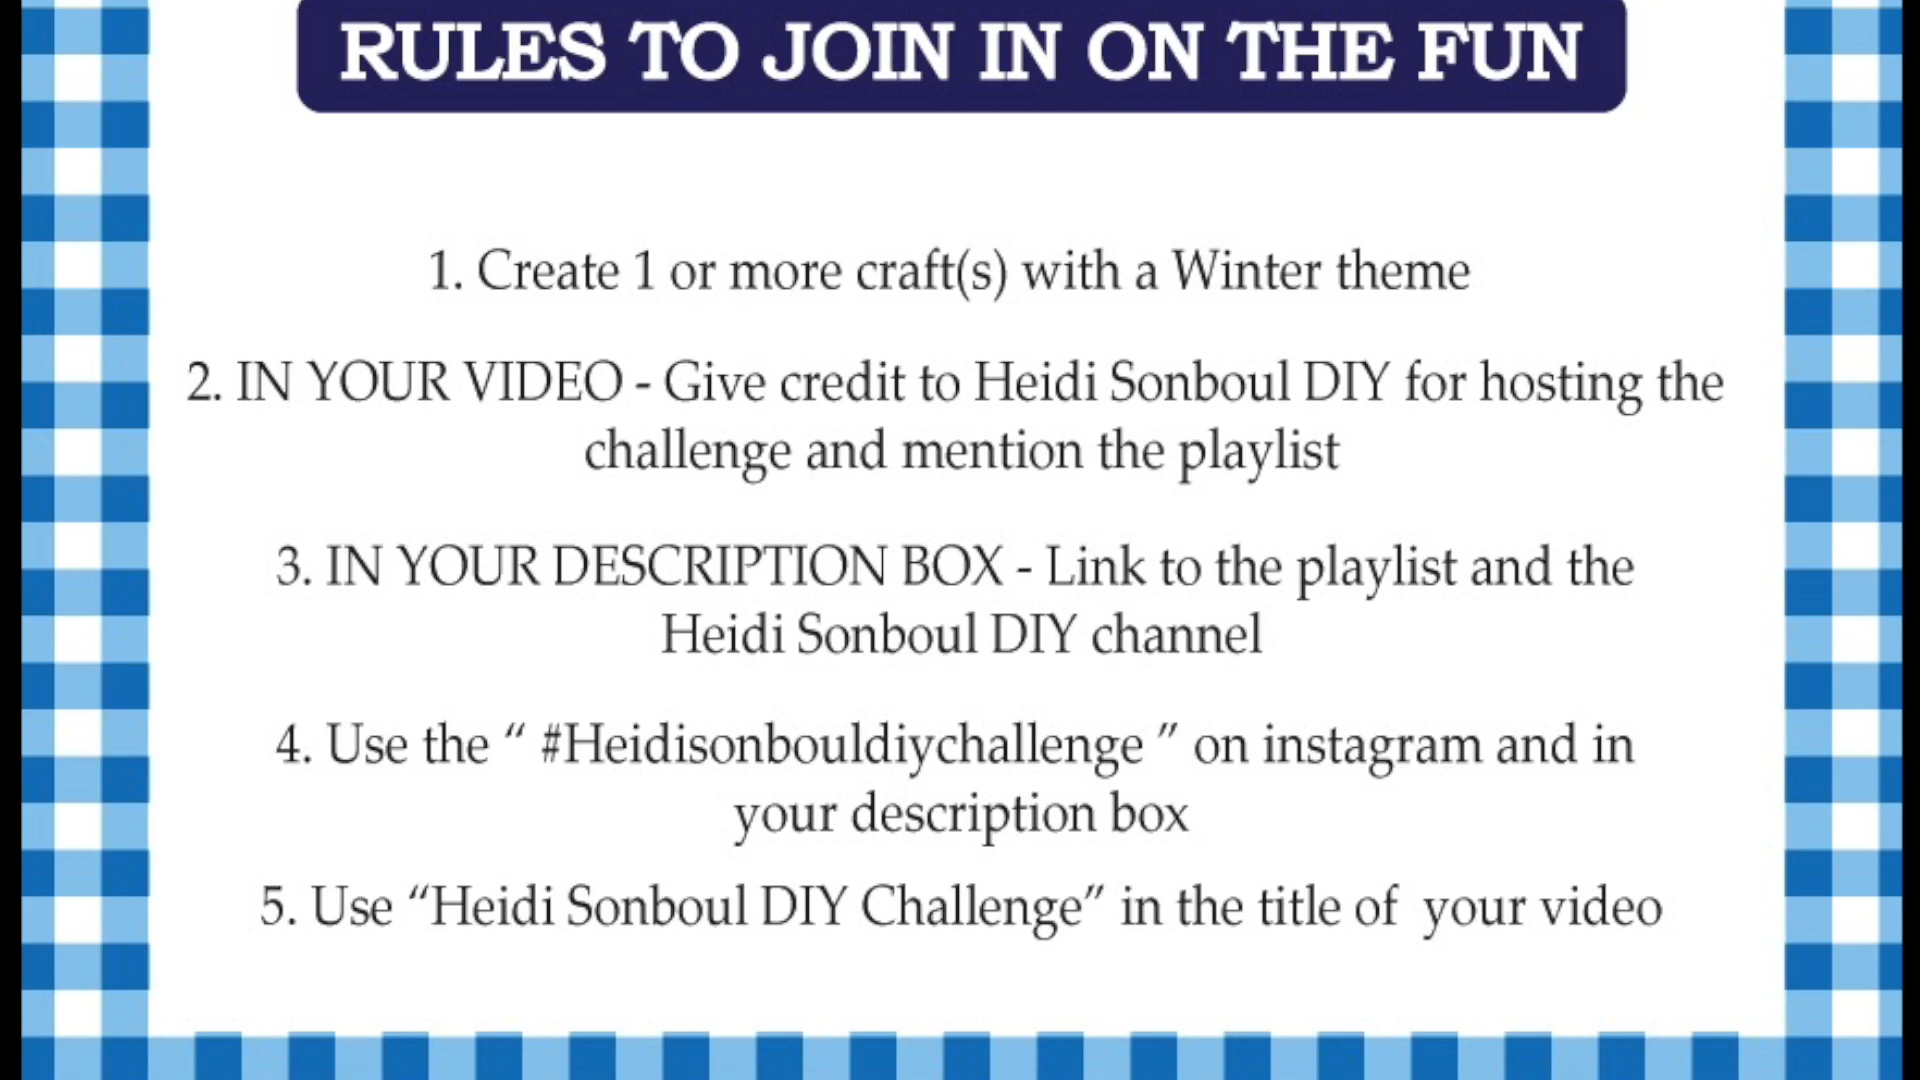 RULES TO JOIN IN ON THE FUN
1. Create 1 or more craft(s) with a Winter theme
2. IN YOUR VIDEO - Give credit to Heidi Sonboul DIY for hosting the
challenge and mention the playlist
3. IN YOUR DESCRIPTION BOX - Link to the playlist and the
Heidi Sonboul DIY channel
4. Use the “ #Heidisonbouldiychallenge ” on instagram and in
your description box
5. Use “Heidi Sonboul DIY Challenge” in the title of  your video